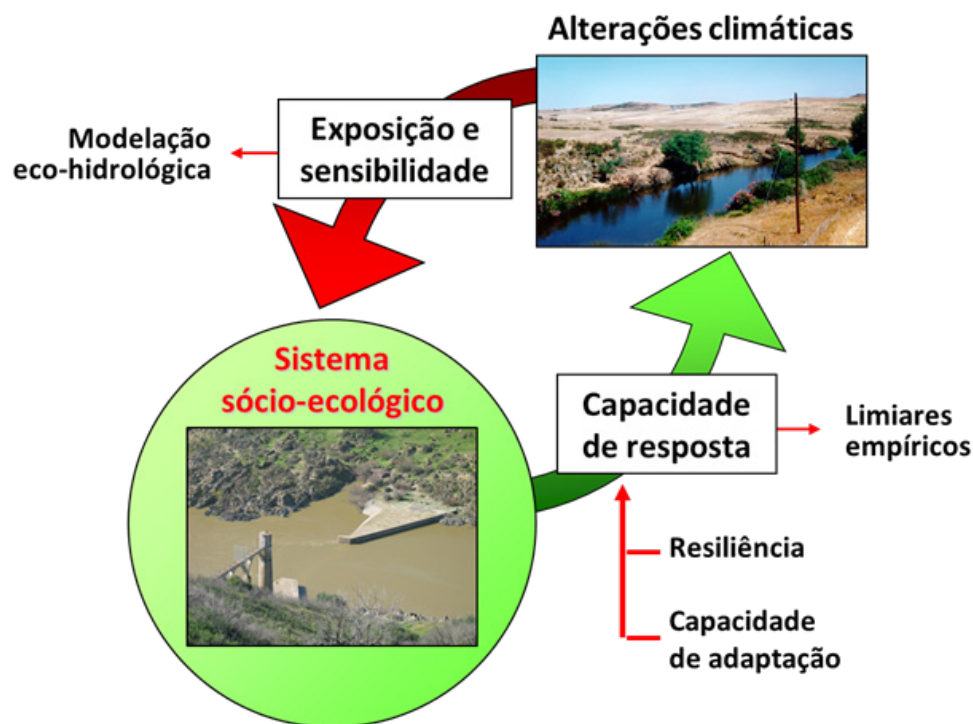 Alterações climáticas
Exposição e
sensibilidade
Modelação
eco-hidrológica
Sistema
sócio-ecológico
Capacidade
de resposta
Limiares
empíricos
Resiliência
Capacidade
de adaptação